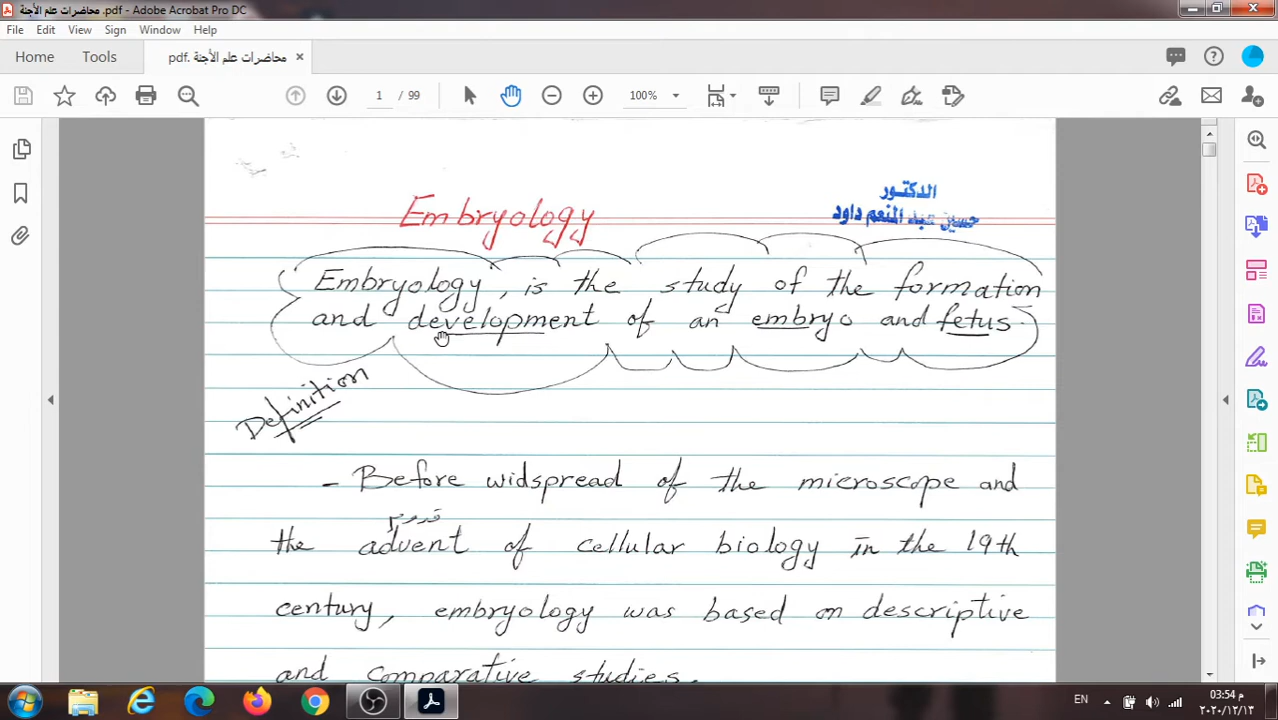 محاضرات علم الأجنة .pdf - Adobe Acrobat Pro DC
File Edit View Sign Window Help
Home Tools محاضرات علم الأجنة .pdf ×
1 / 99 100%
الدكتور
حسين عبد المنعم داود
Embryology
Embryology, is the study of the formation
and development of an embryo and fetus.
Definition
- Before widspread of the microscope and
قدوم
the advent of cellular biology in the 19th
century, embryology was based on descriptive
and comparative studies.
EN
03:54 م
٢٠٢٠/١٢/١٣